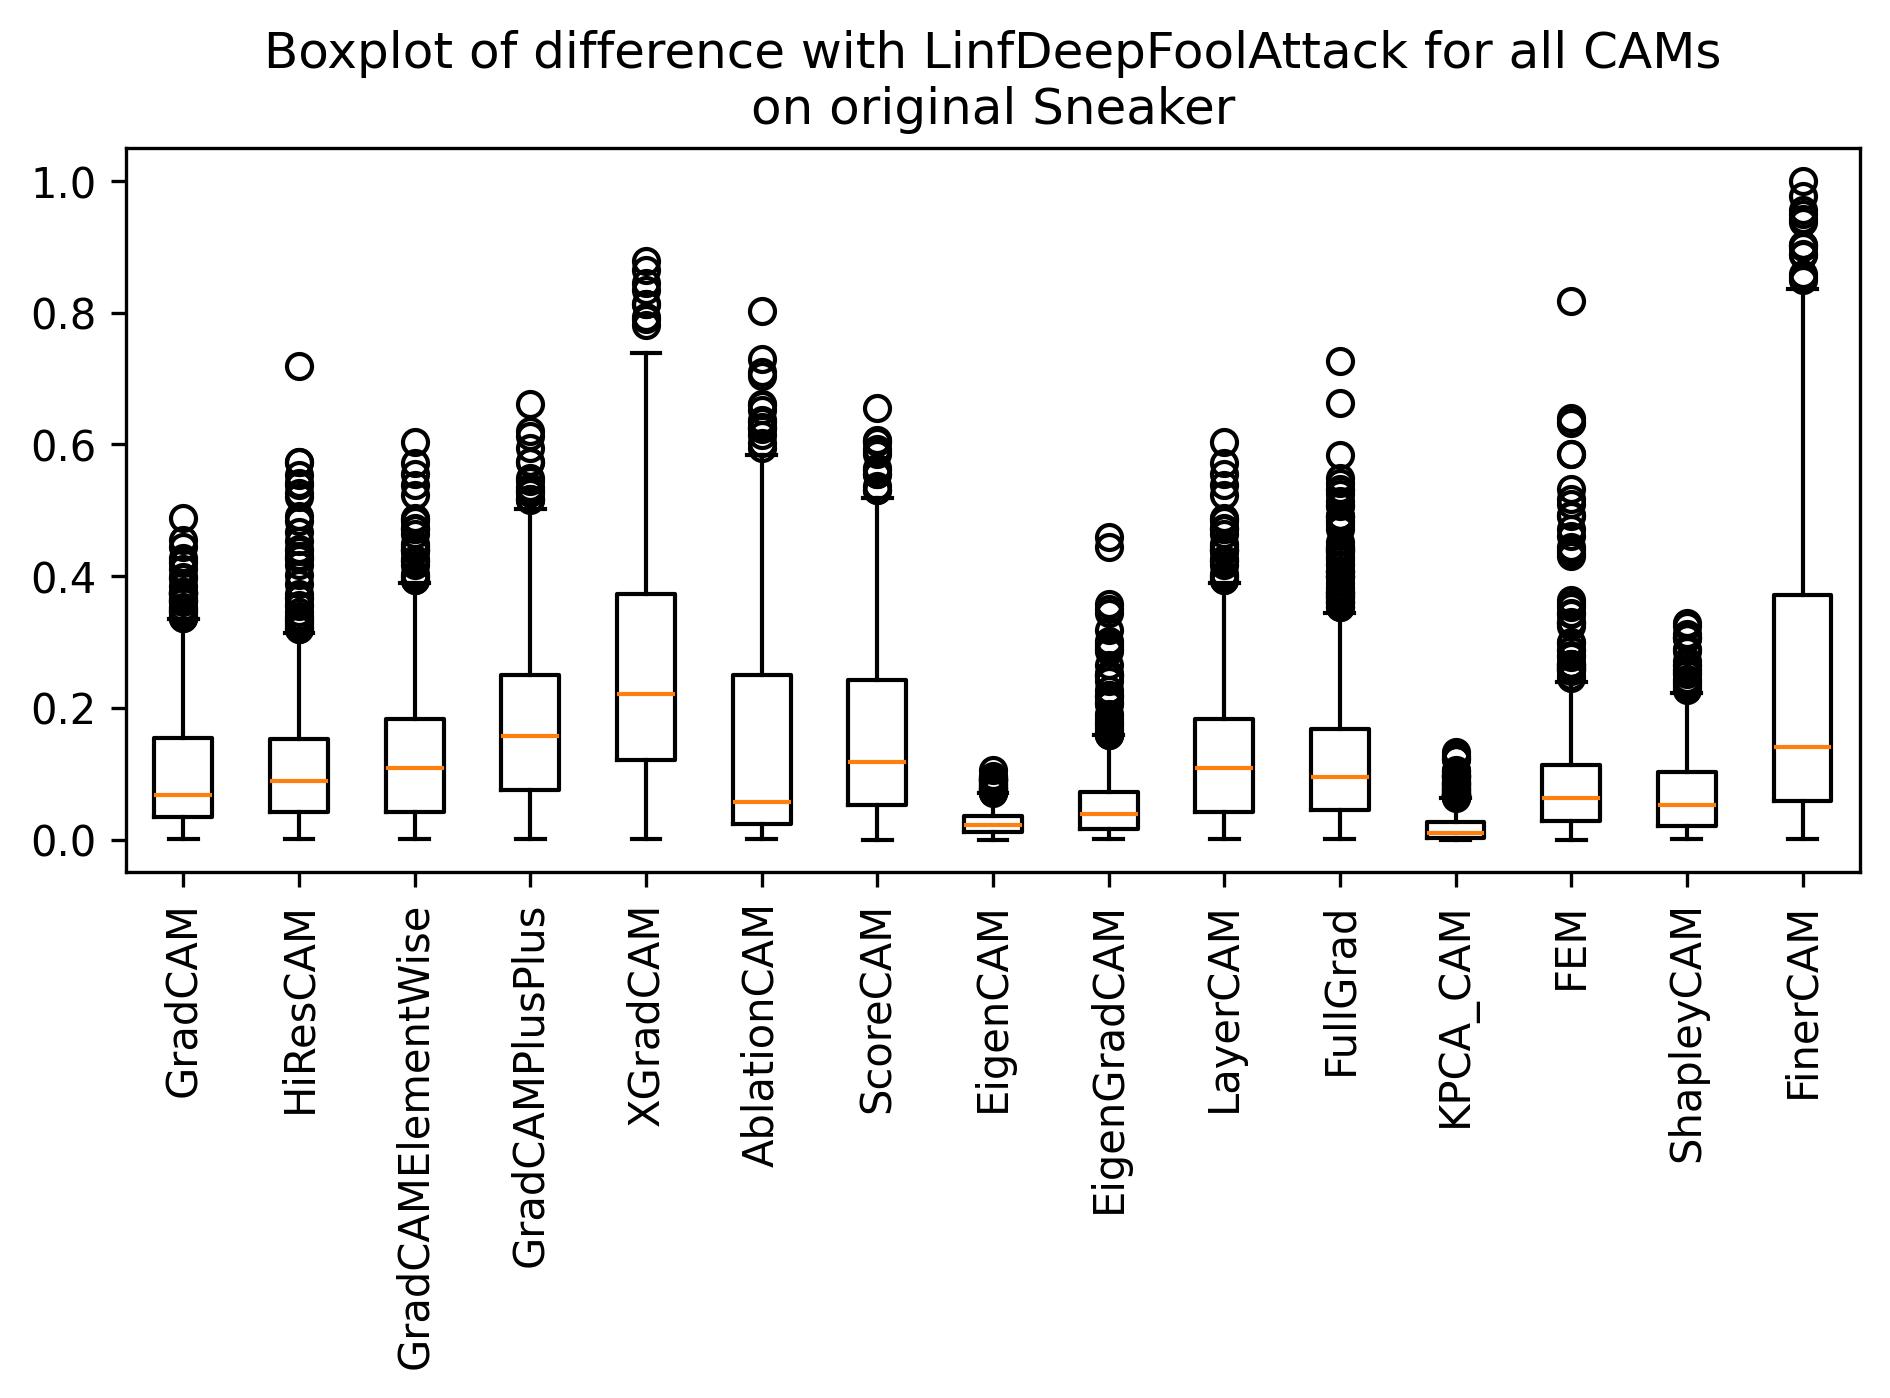 Boxplot of difference with LinfDeepFoolAttack for all CAMs
on original Sneaker
1.0
0.8
0.6
0.4
0.2
0.0
GradCAM
HiResCAM
GradCAMElementWise
GradCAMPlusPlus
XGradCAM
AblationCAM
ScoreCAM
EigenCAM
EigenGradCAM
LayerCAM
FullGrad
KPCA_CAM
FEM
ShapleyCAM
FinerCAM